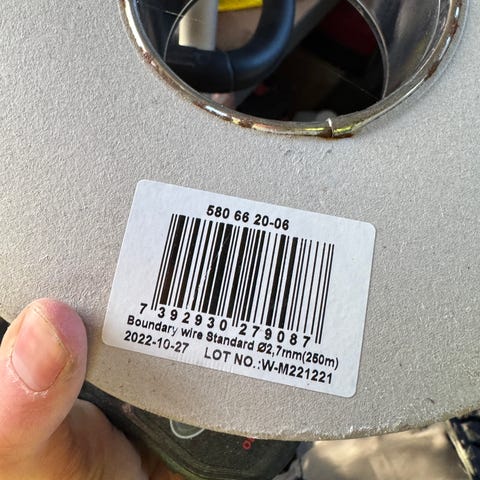 580 66 20-06
7 392930 279087
Boundary wire Standard Ø2,7mm(250m)
2022-10-27 LOT NO.:W-M221221